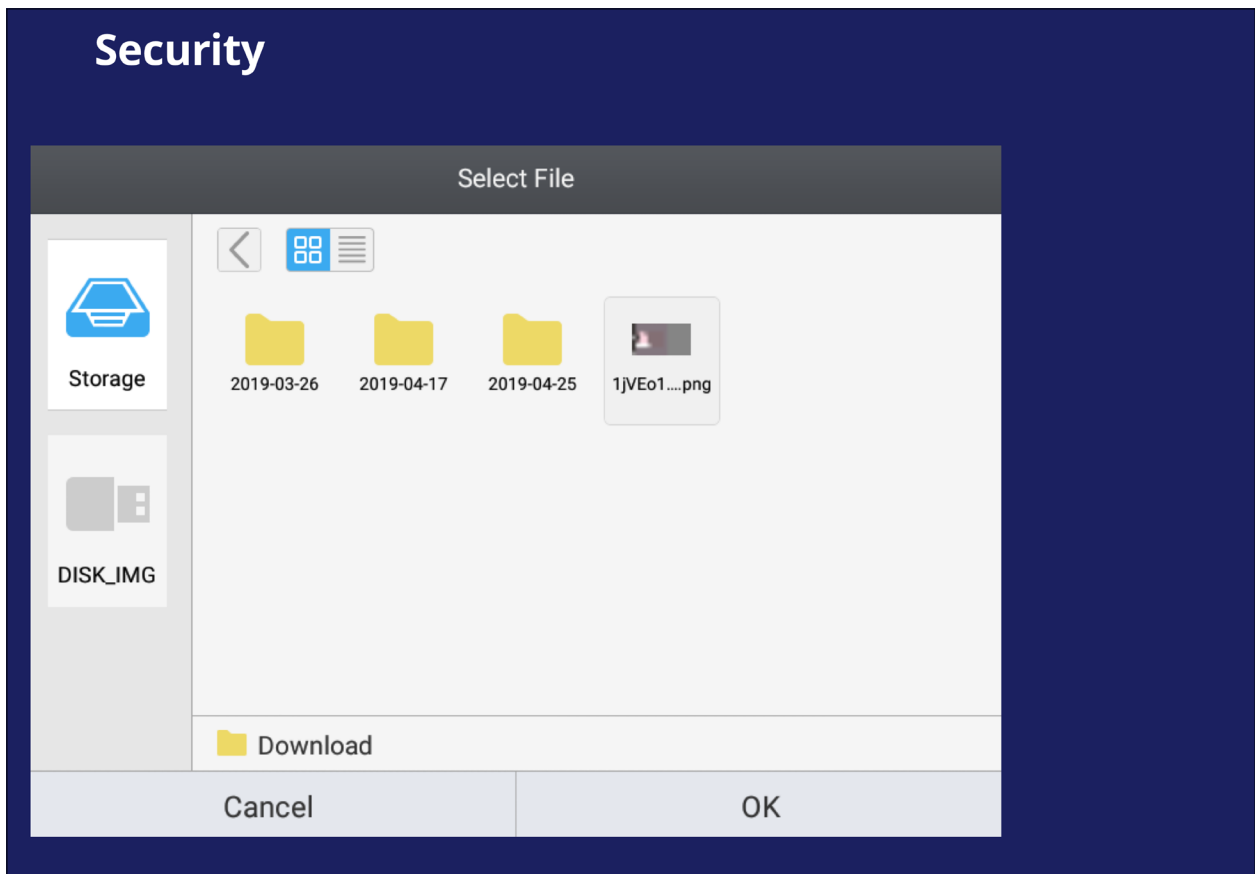 Security
Select File
Storage
2019-03-26 2019-04-17 2019-04-25 1jVEo1....png
DISK_IMG
Download
Cancel OK